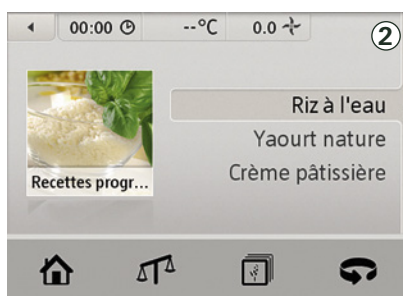 00:00 --°C 0.0 2
Riz à l'eau
Yaourt nature
Crème pâtissière
Recettes progr...